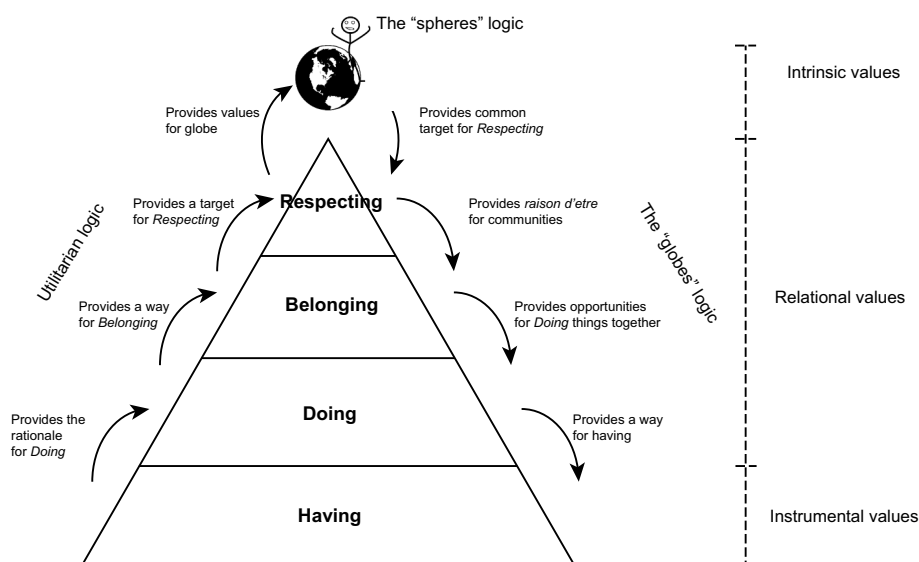 The “spheres” logic
Intrinsic values
Provides values
for globe
Provides common
target for Respecting
Respecting
Provides a target
for Respecting
Provides raison d’etre
for communities
Utilitarian logic
The “globes” logic
Relational values
Belonging
Provides a way
for Belonging
Provides opportunities
for Doing things together
Doing
Provides the
rationale
for Doing
Provides a way
for having
Having
Instrumental values